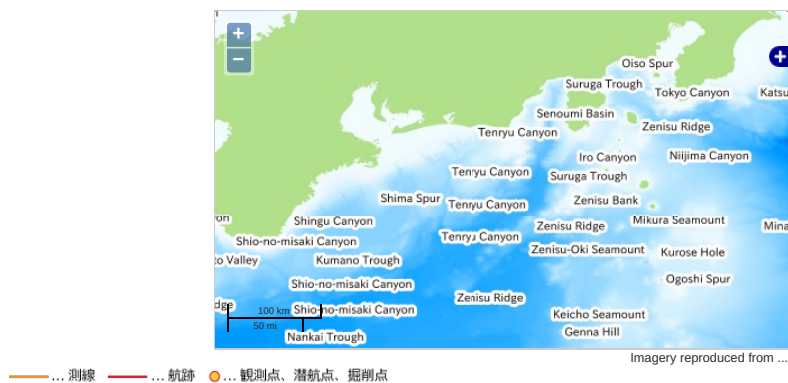 +
−
+
Oiso Spur
Suruga Trough
Tokyo Canyon
Katsu
Senoumi Basin
Tenryu Canyon
Zenisu Ridge
Iro Canyon
Niijima Canyon
Tenryu Canyon
Suruga Trough
Shima Spur
Tenryu Canyon
Zenisu Bank
on
Shingu Canyon
Mikura Seamount
Zenisu Ridge
Mina
Shio-no-misaki Canyon
Tenryu Canyon
Zenisu-Oki Seamount
Kurose Hole
to Valley
Kumano Trough
Ogoshi Spur
Shio-no-misaki Canyon
Zenisu Ridge
dge
100 km
Shio-no-misaki Canyon
Keicho Seamount
50 mi
Nankai Trough
Genna Hill
Imagery reproduced from ...
... 測線 ... 航跡 ... 観測点、潜航点、掘削点